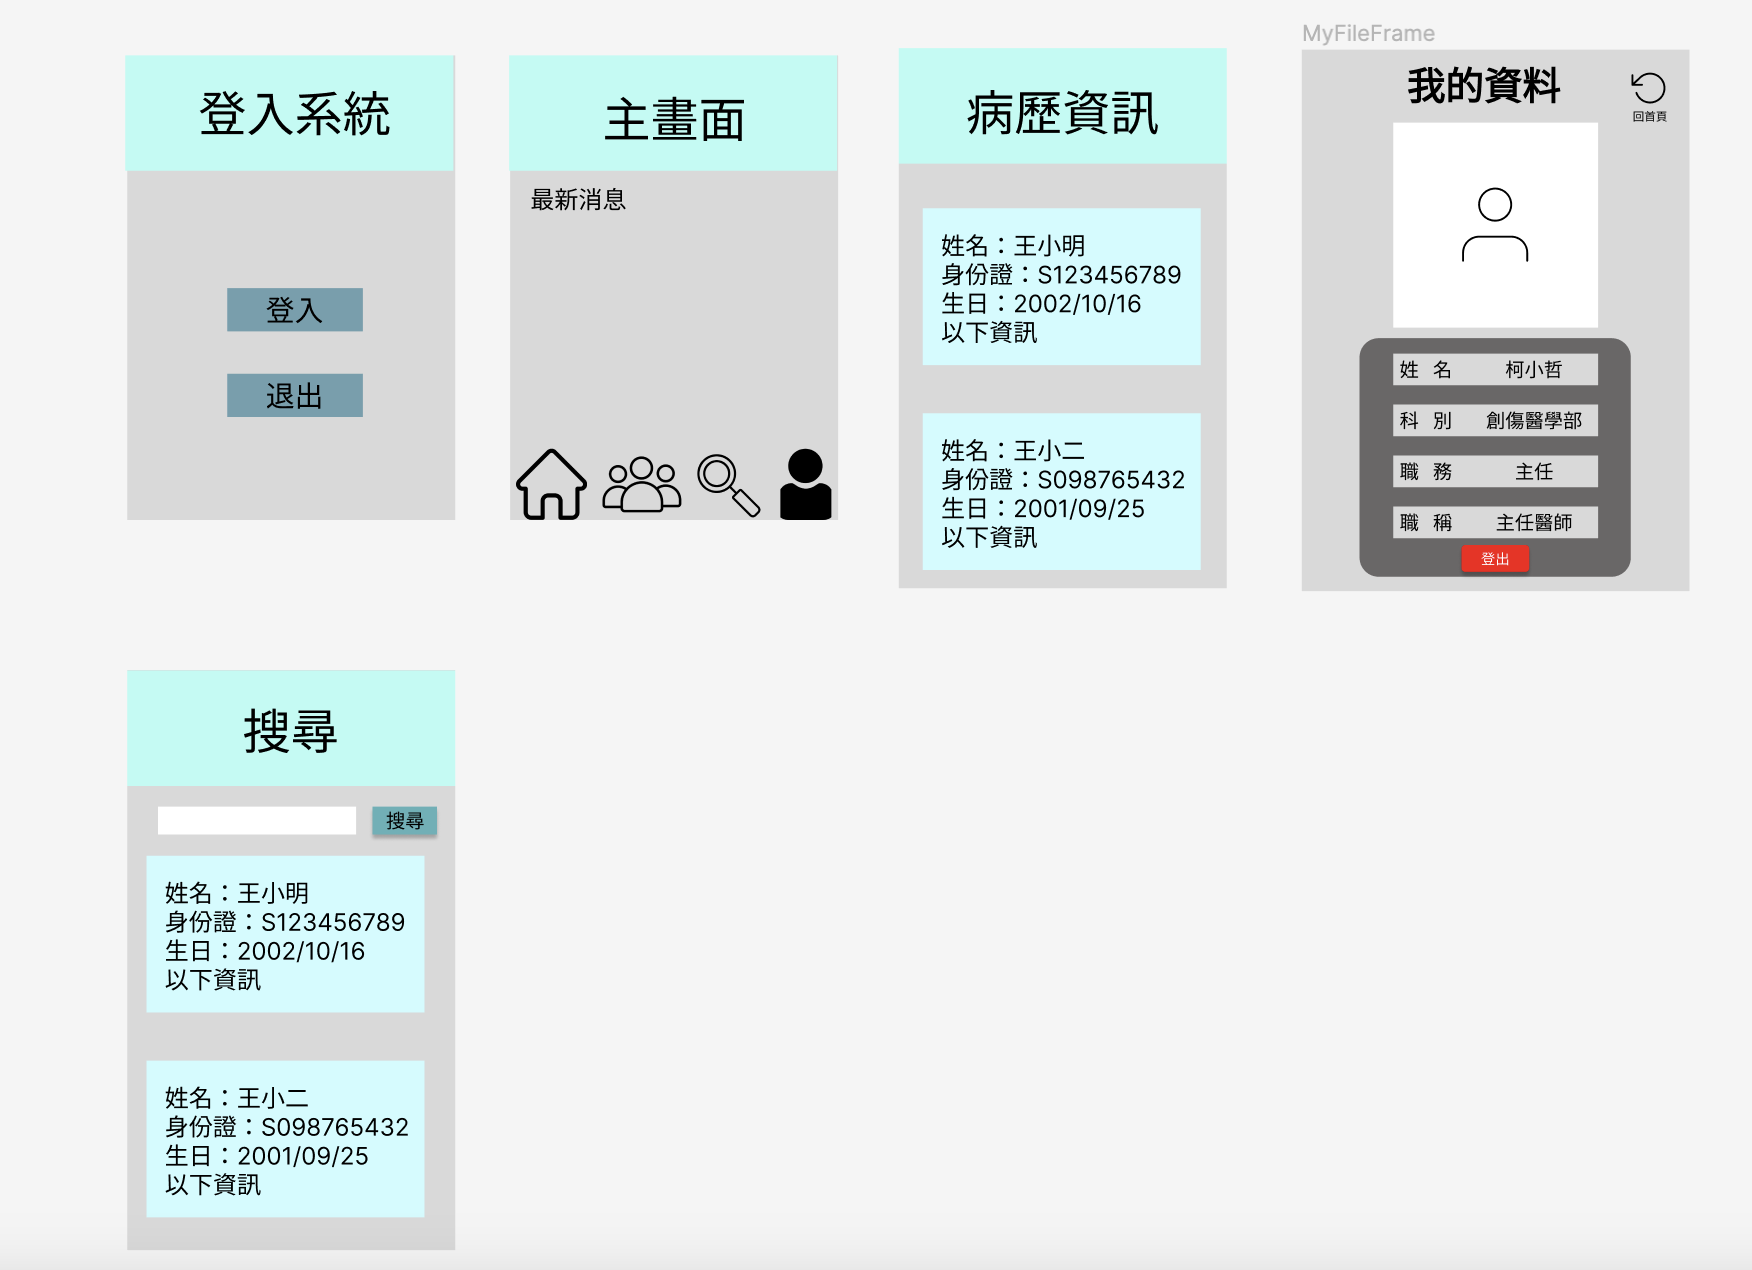 登入系統
登入
退出
主畫面
最新消息
病歷資訊
姓名：王小明
身份證：S123456789
生日：2002/10/16
以下資訊
姓名：王小二
身份證：S098765432
生日：2001/09/25
以下資訊
MyFileFrame
我的資料
回首頁
姓 名 柯小哲
科 別 創傷醫學部
職 務 主任
職 稱 主任醫師
登出
搜尋
搜尋
姓名：王小明
身份證：S123456789
生日：2002/10/16
以下資訊
姓名：王小二
身份證：S098765432
生日：2001/09/25
以下資訊